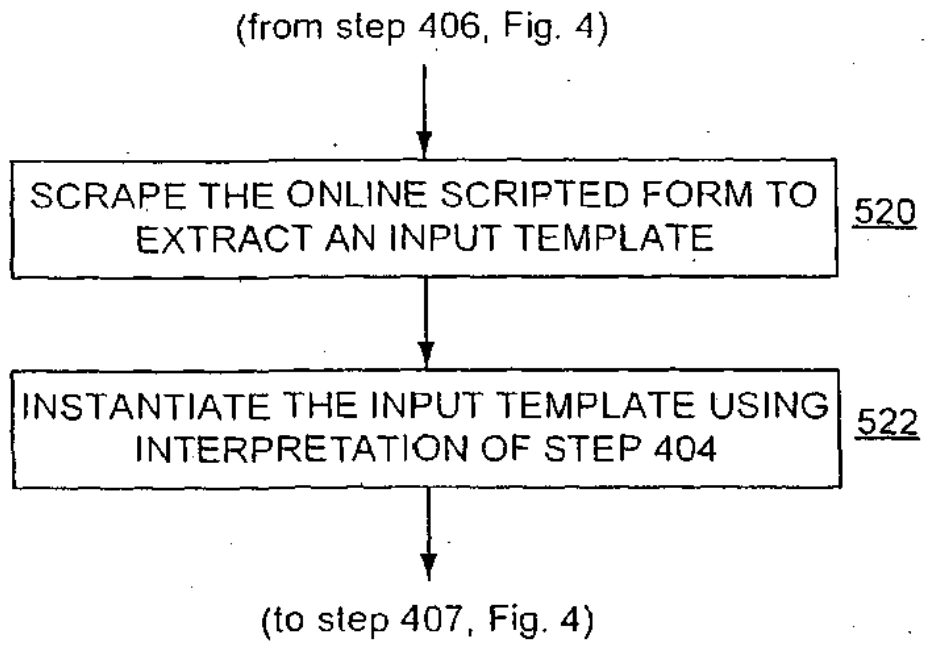 (from step 406, Fig. 4)
SCRAPE THE ONLINE SCRIPTED FORM TO
EXTRACT AN INPUT TEMPLATE
520
INSTANTIATE THE INPUT TEMPLATE USING
INTERPRETATION OF STEP 404
522
(to step 407, Fig. 4)